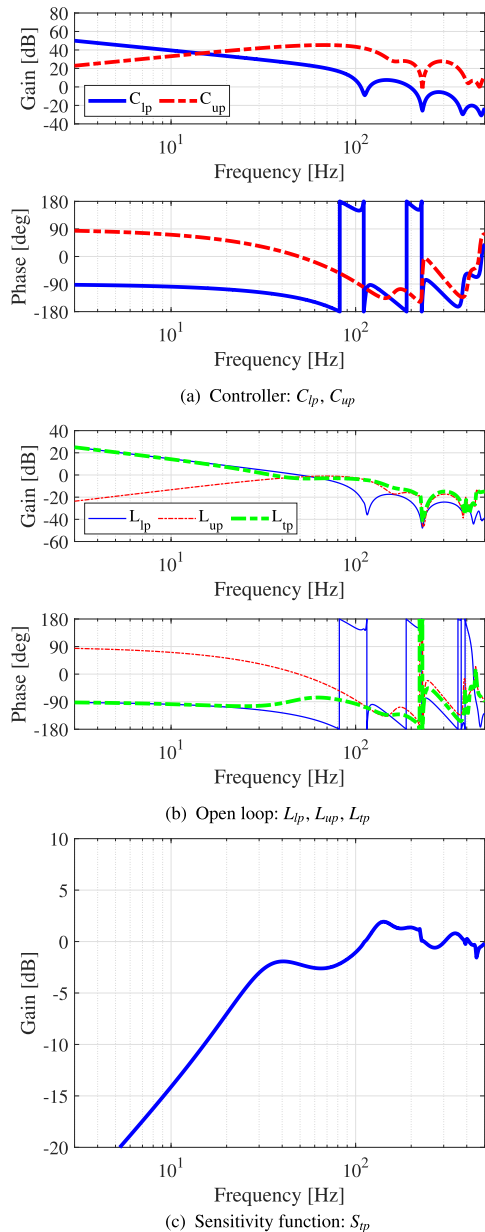 80
60
40
20
0
-20
-40
Gain [dB]
C_lp
C_up
10^1
10^2
Frequency [Hz]
180
90
0
-90
-180
Phase [deg]
10^1
10^2
Frequency [Hz]
(a) Controller: C_lp, C_up
40
20
0
-20
-40
-60
Gain [dB]
L_lp
L_up
L_tp
10^1
10^2
Frequency [Hz]
180
90
0
-90
-180
Phase [deg]
10^1
10^2
Frequency [Hz]
(b) Open loop: L_lp, L_up, L_tp
10
5
0
-5
-10
-15
-20
Gain [dB]
10^1
10^2
Frequency [Hz]
(c) Sensitivity function: S_tp